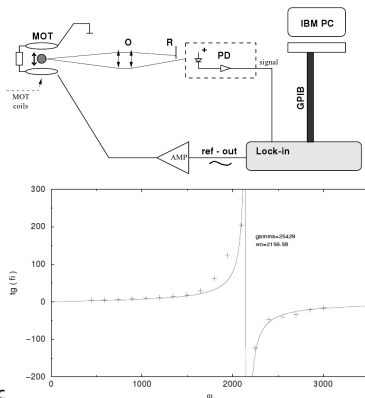 MOT
O
R
PD
+
signal
IBM PC
GPIB
MOT
coils
AMP
ref - out
Lock-in
300
200
100
0
−100
−200
tg ( fi )
gamma=25429
wo=2156.58
0
1000
2000
3000
ω